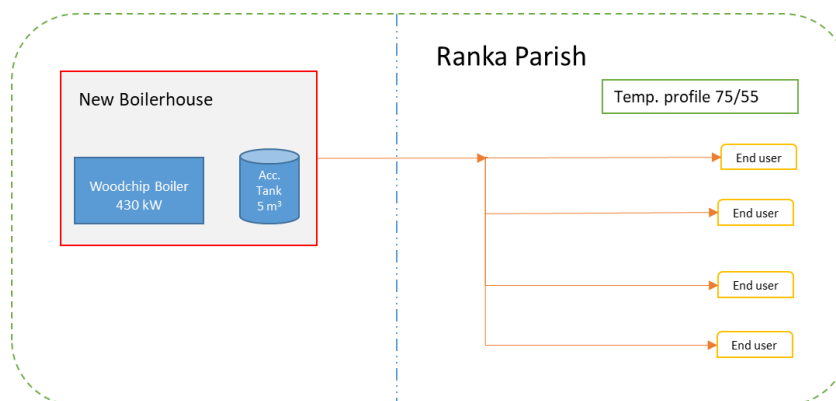 Ranka Parish
New Boilerhouse
Temp. profile 75/55
Woodchip Boiler
430 kW
Acc.
Tank
5 m³
End user
End user
End user
End user